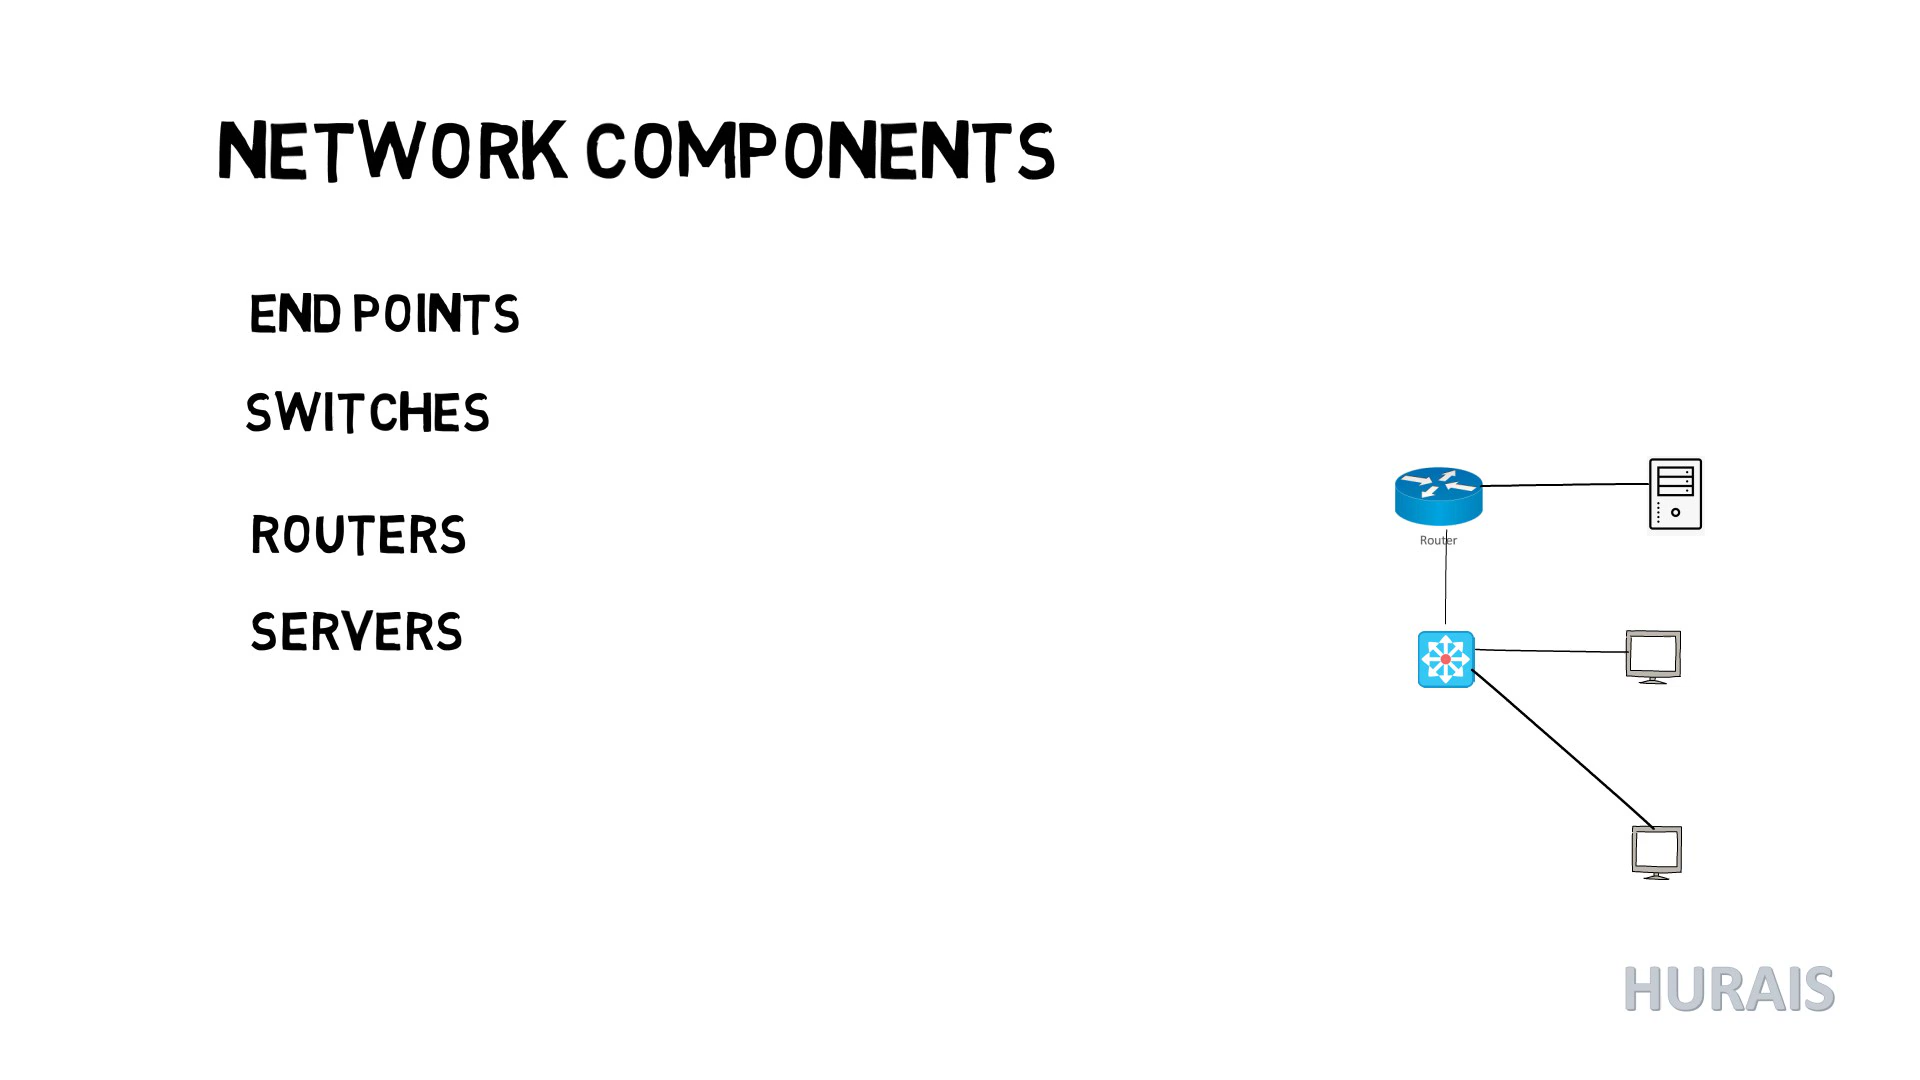 NETWORK COMPONENTS
END POINTS
SWITCHES
ROUTERS
SERVERS
Router
HURAIS